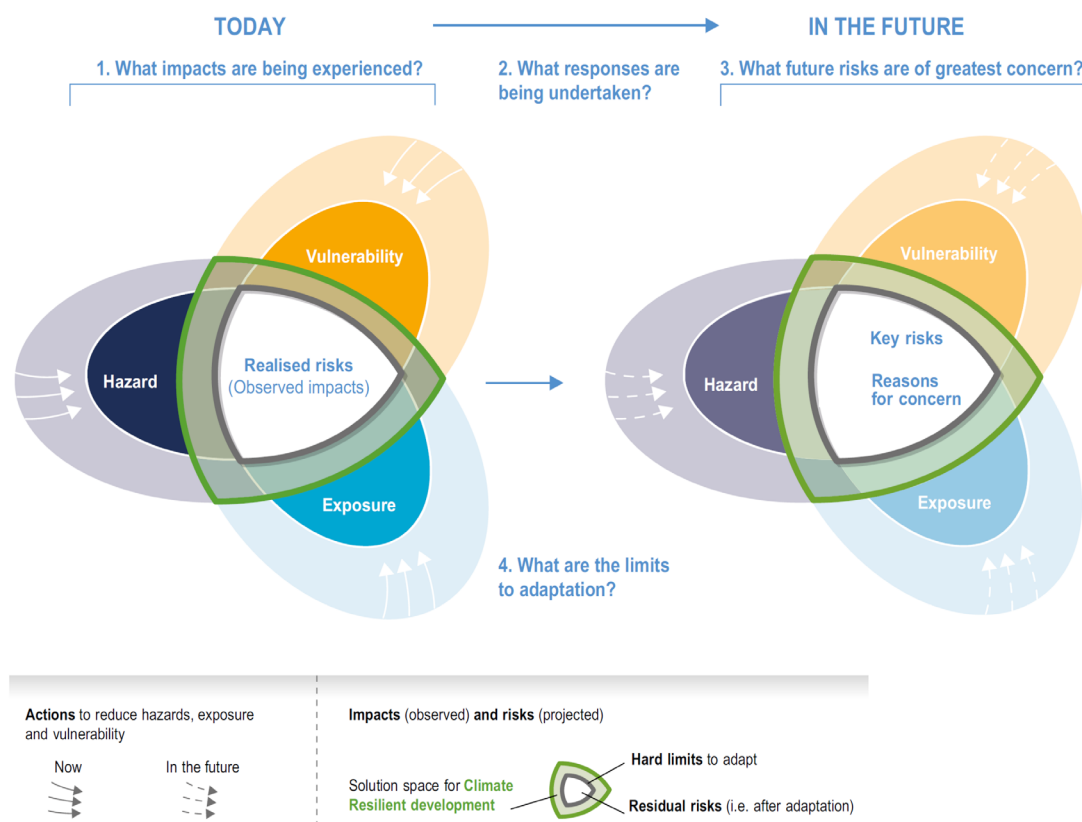 TODAY
IN THE FUTURE
1. What impacts are being experienced?
2. What responses are
being undertaken?
3. What future risks are of greatest concern?
Vulnerability
Hazard
Realised risks
(Observed impacts)
Exposure
Vulnerability
Hazard
Key risks
Reasons
for concern
Exposure
4. What are the limits
to adaptation?
Actions to reduce hazards, exposure
and vulnerability
Now
In the future
Impacts (observed) and risks (projected)
Solution space for Climate
Resilient development
Hard limits to adapt
Residual risks (i.e. after adaptation)